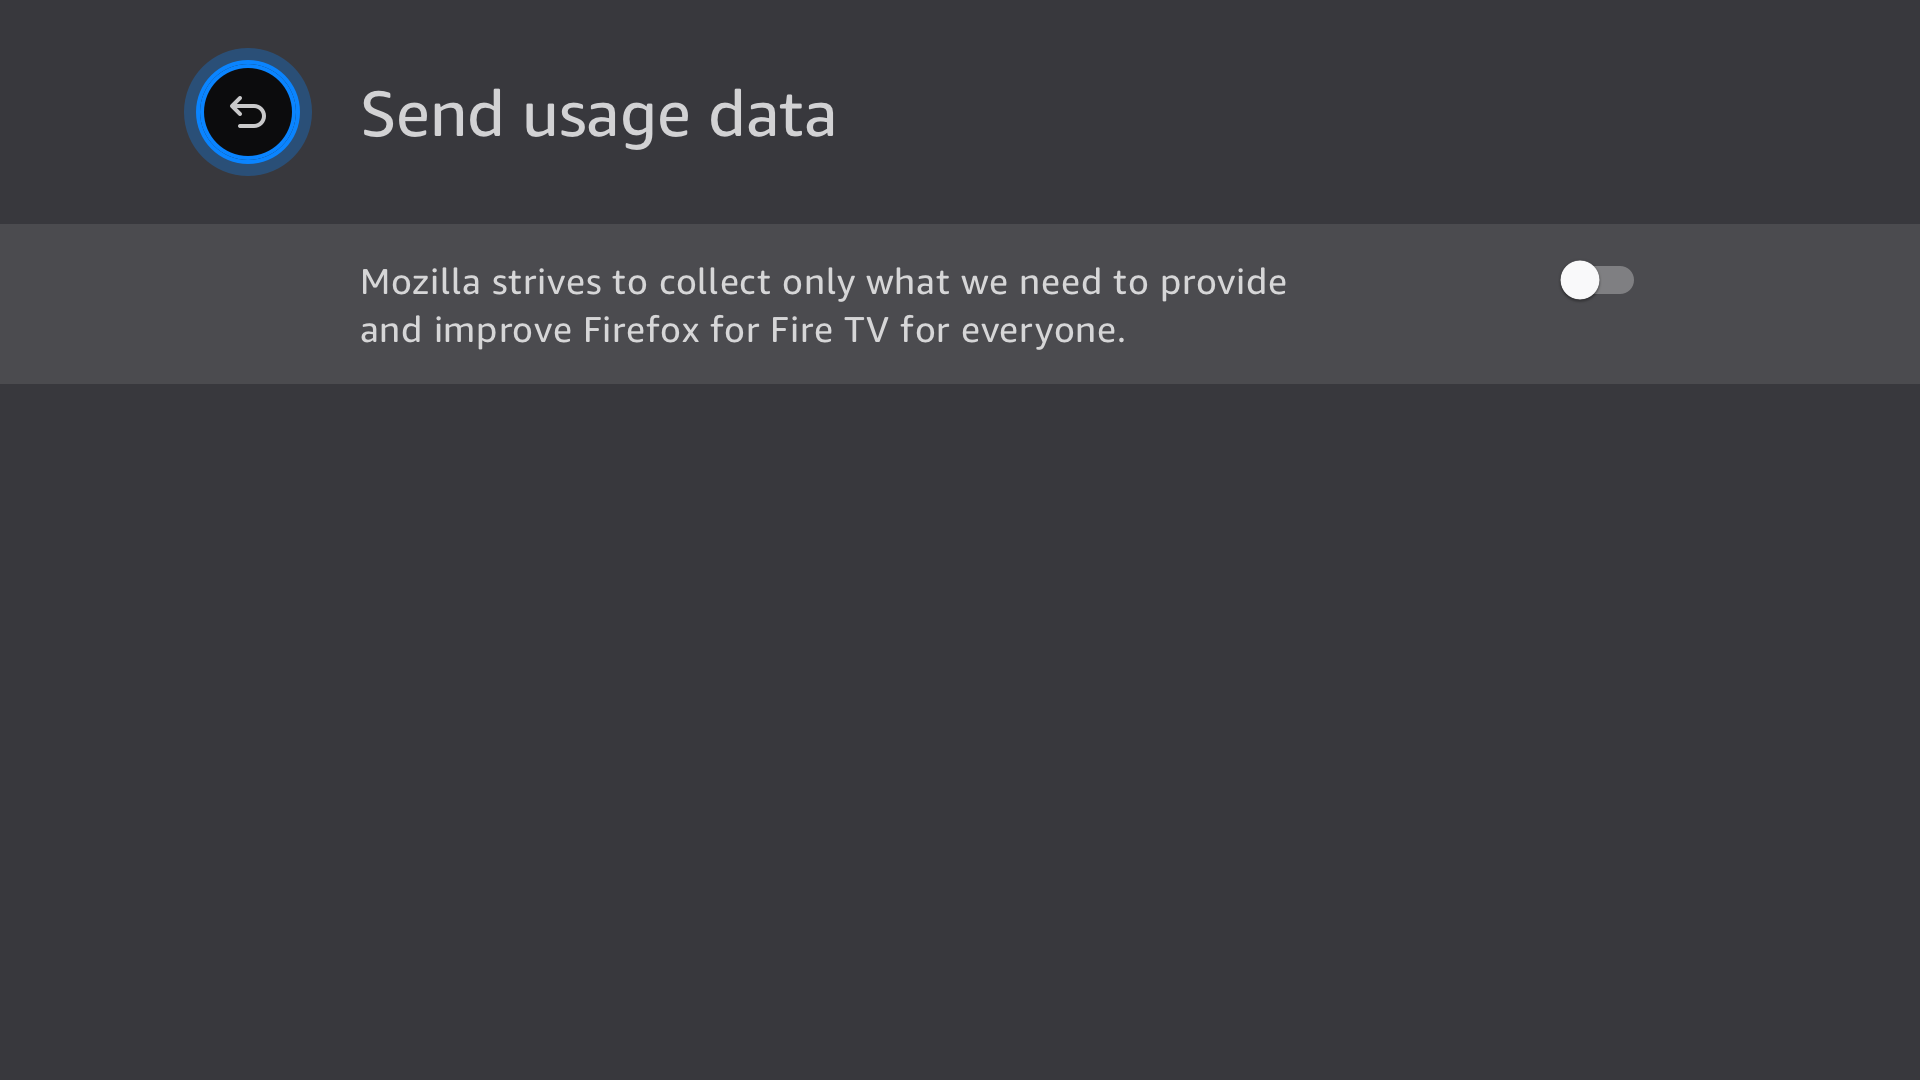 Send usage data
Mozilla strives to collect only what we need to provide
and improve Firefox for Fire TV for everyone.